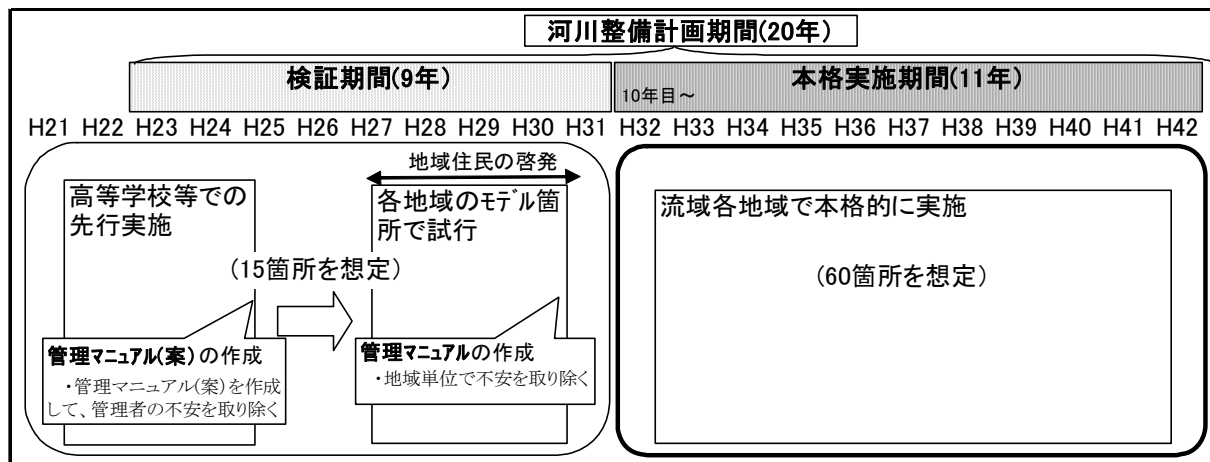 河川整備計画期間(20年)
検証期間(9年)
本格実施期間(11年)
10年目～
H21 H22 H23 H24 H25 H26 H27 H28 H29 H30 H31 H32 H33 H34 H35 H36 H37 H38 H39 H40 H41 H42
地域住民の啓発
高等学校等での
先行実施
各地域のモデル箇
所で試行
流域各地域で本格的に実施
(15箇所を想定)
(60箇所を想定)
管理マニュアル(案)の作成
・管理マニュアル(案)を作成
して、管理者の不安を取り除く
管理マニュアルの作成
・地域単位で不安を取り除く